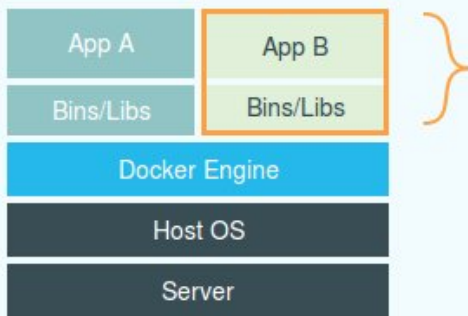 App A
App B
Bins/Libs
Bins/Libs
Docker Engine
Host OS
Server